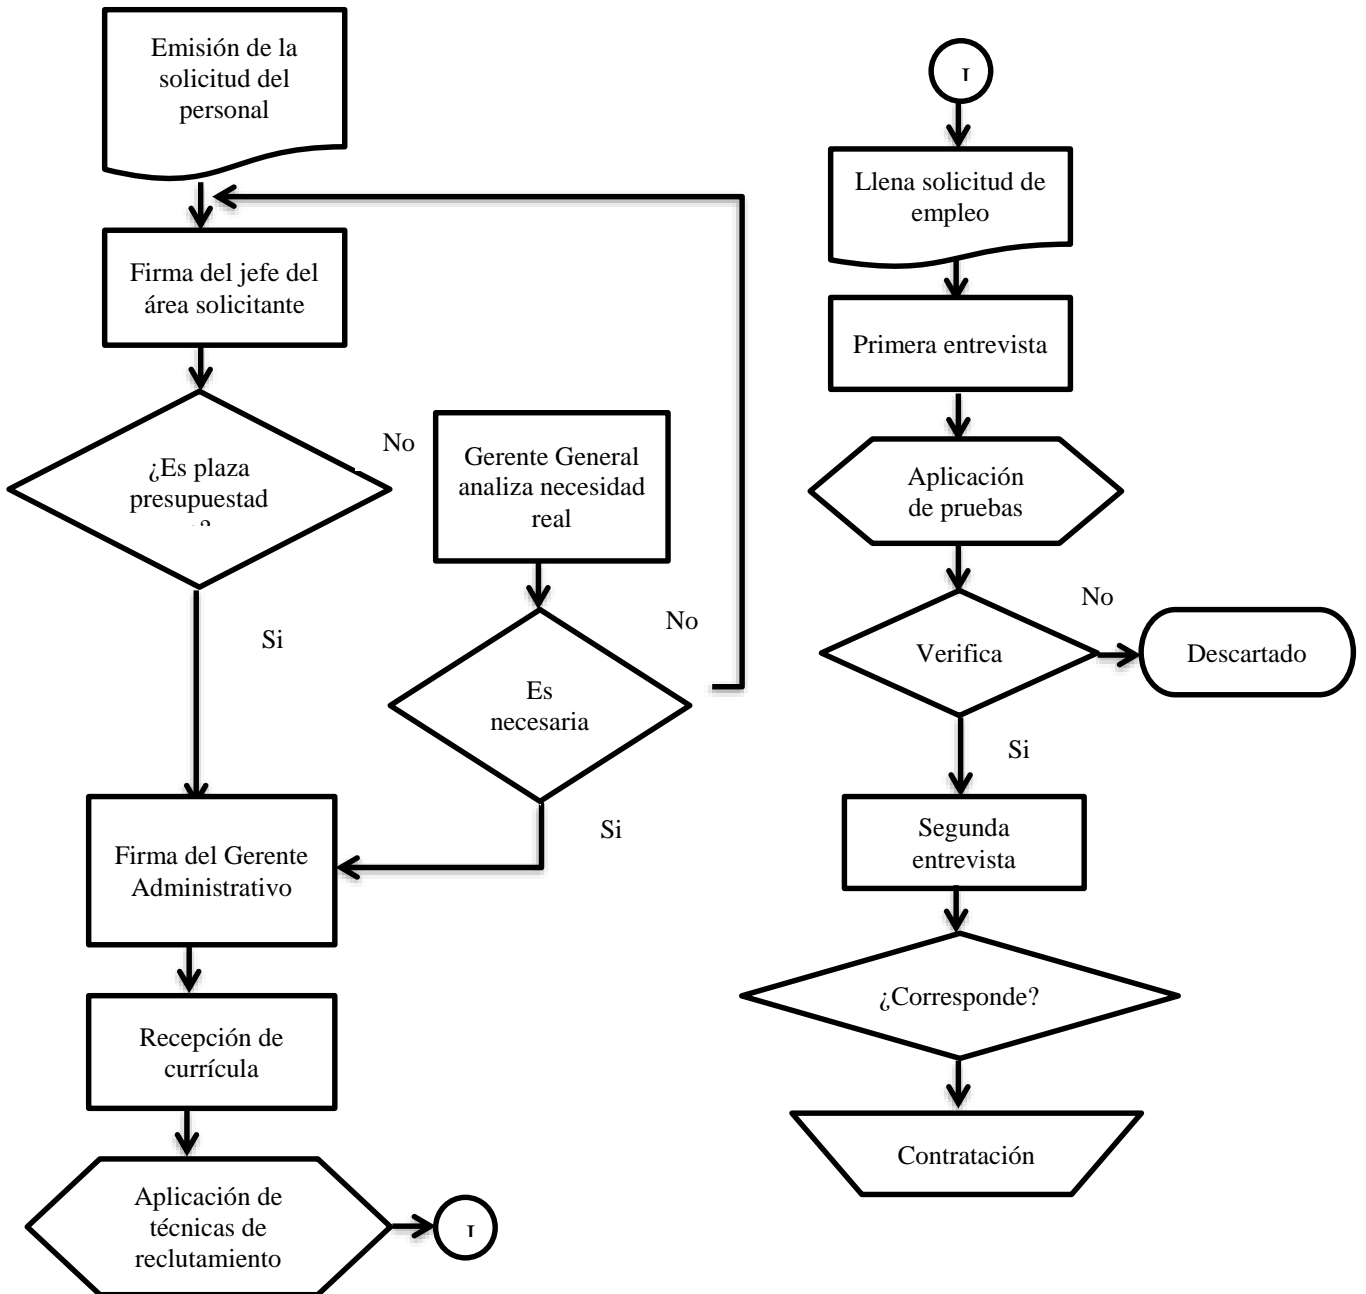 Emisión de la
solicitud del
personal
Firma del jefe del
área solicitante
¿Es plaza
presupuestad
No
Si
Gerente General
analiza necesidad
real
Es
necesaria
No
Si
Firma del Gerente
Administrativo
Recepción de
currícula
Aplicación de
técnicas de
reclutamiento
Llena solicitud de
empleo
Primera entrevista
Aplicación
de pruebas
Verifica
No
Descartado
Si
Segunda
entrevista
¿Corresponde?
Contratación